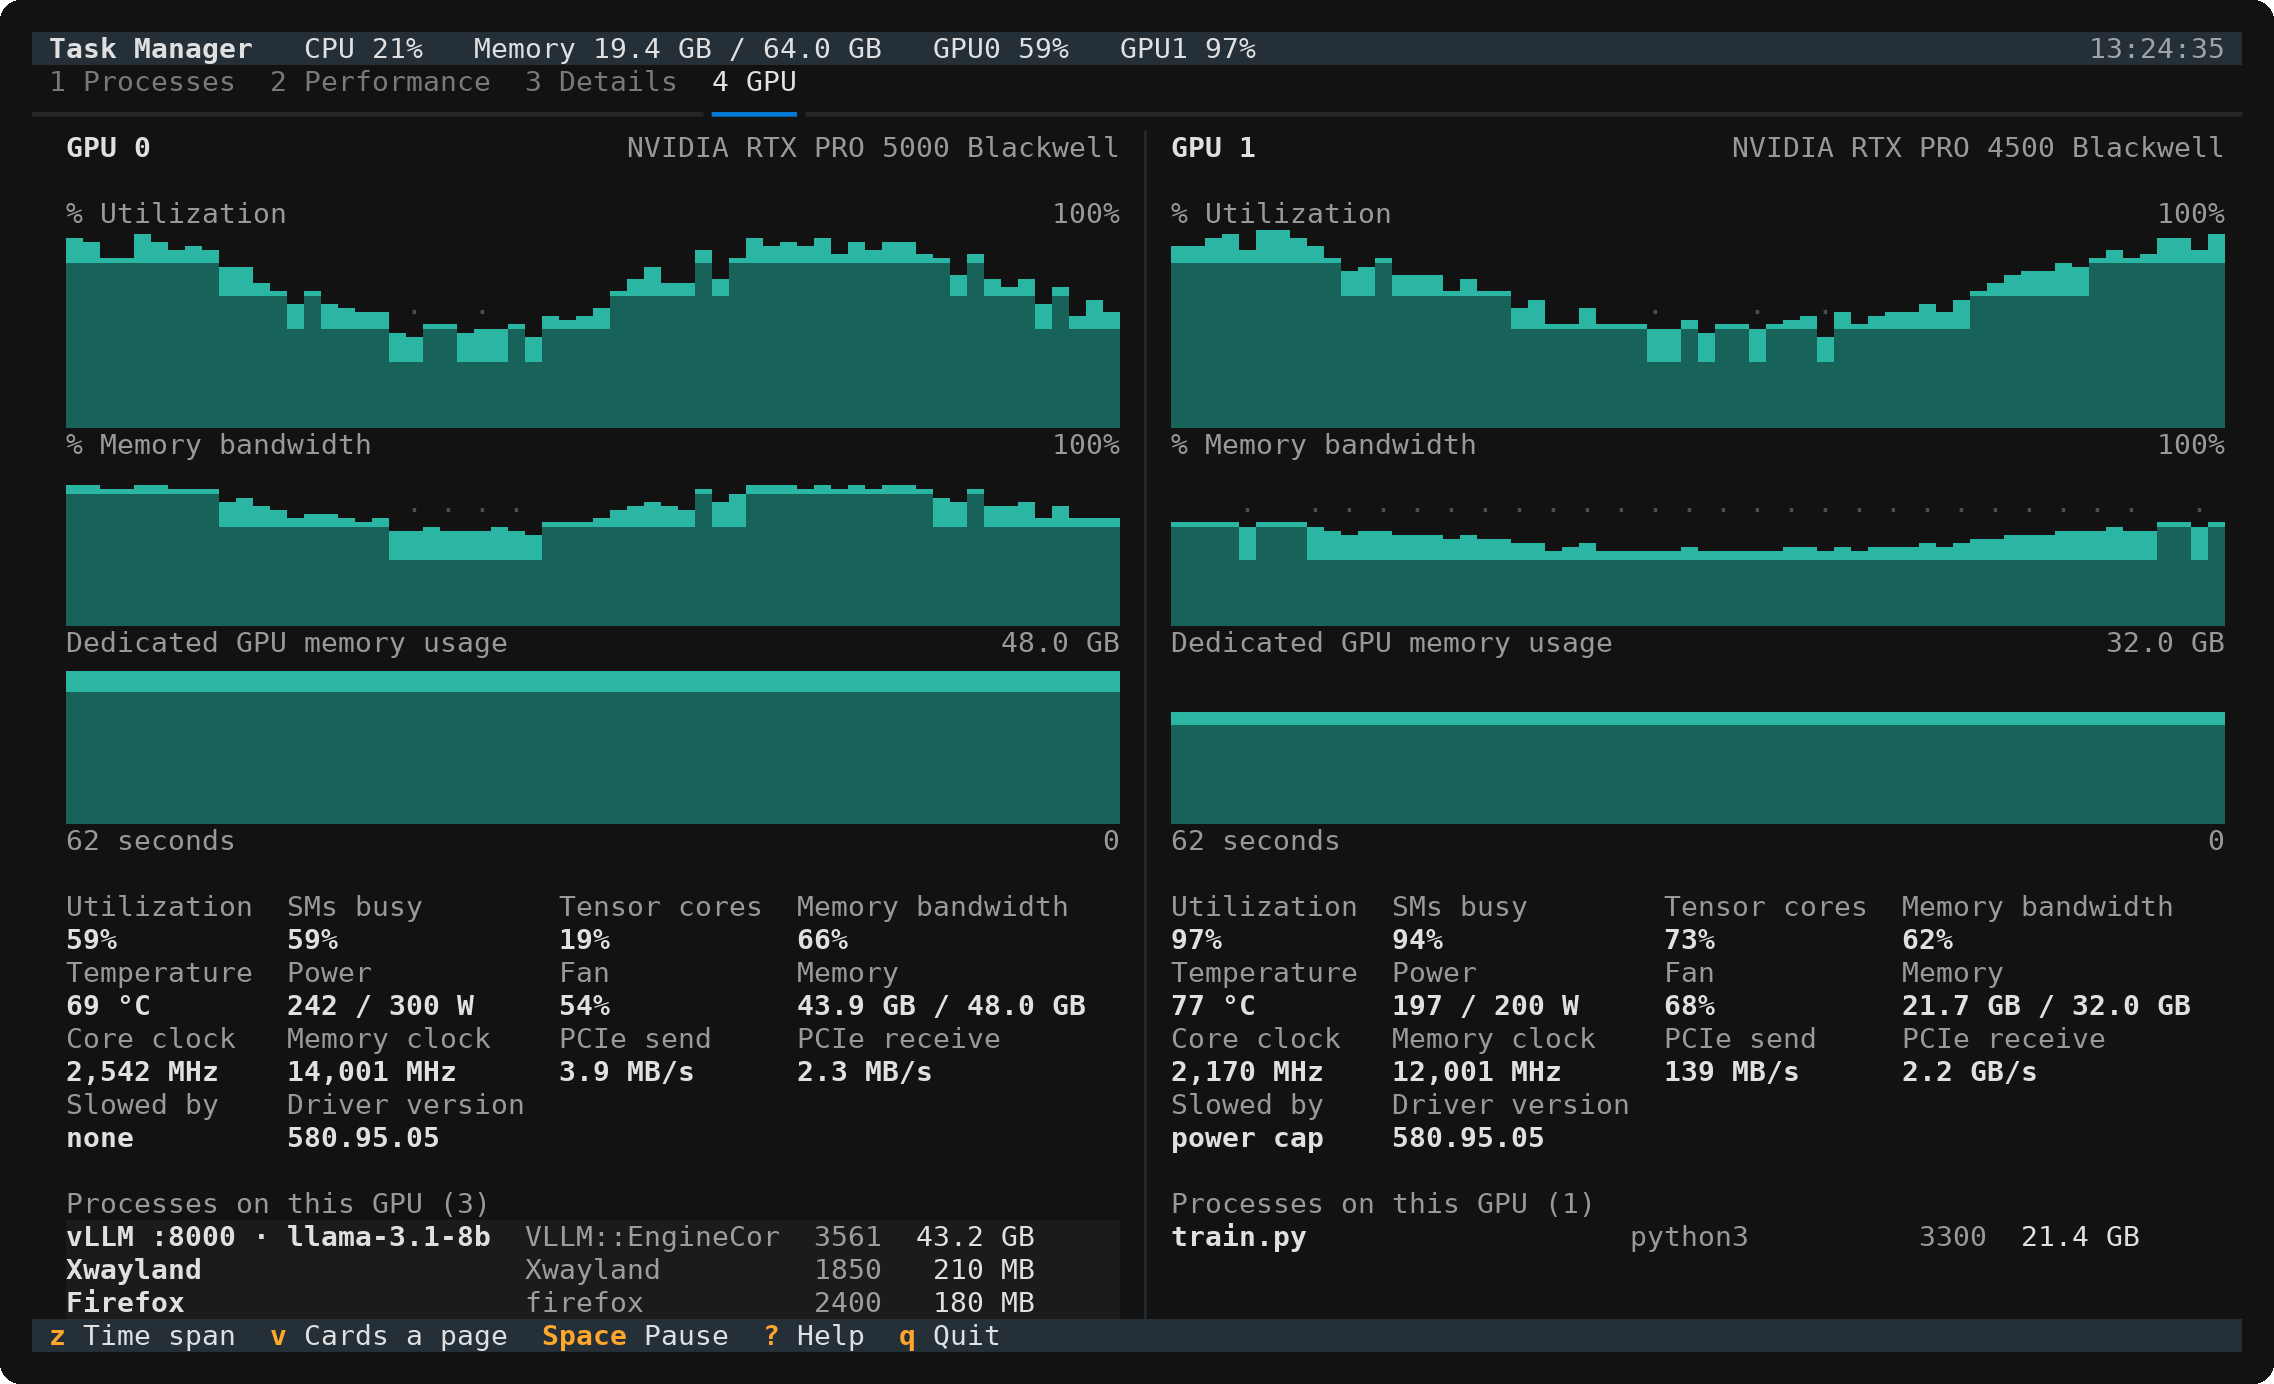 Task Manager   CPU 21%   Memory 19.4 GB / 64.0 GB   GPU0 59%   GPU1 97%   13:24:35
1 Processes  2 Performance  3 Details  4 GPU
GPU 0   NVIDIA RTX PRO 5000 Blackwell
% Utilization   100%
% Memory bandwidth   100%
Dedicated GPU memory usage   48.0 GB
62 seconds   0
Utilization  SMs busy  Tensor cores  Memory bandwidth
59%  59%  19%  66%
Temperature  Power  Fan  Memory
69 °C  242 / 300 W  54%  43.9 GB / 48.0 GB
Core clock  Memory clock  PCIe send  PCIe receive
2,542 MHz  14,001 MHz  3.9 MB/s  2.3 MB/s
Slowed by  Driver version
none  580.95.05
Processes on this GPU (3)
vLLM :8000 · llama-3.1-8b  VLLM::EngineCor  3561  43.2 GB
Xwayland  Xwayland  1850  210 MB
Firefox  firefox  2400  180 MB
GPU 1   NVIDIA RTX PRO 4500 Blackwell
% Utilization   100%
% Memory bandwidth   100%
Dedicated GPU memory usage   32.0 GB
62 seconds   0
Utilization  SMs busy  Tensor cores  Memory bandwidth
97%  94%  73%  62%
Temperature  Power  Fan  Memory
77 °C  197 / 200 W  68%  21.7 GB / 32.0 GB
Core clock  Memory clock  PCIe send  PCIe receive
2,170 MHz  12,001 MHz  139 MB/s  2.2 GB/s
Slowed by  Driver version
power cap  580.95.05
Processes on this GPU (1)
train.py  python3  3300  21.4 GB
z Time span  v Cards a page  Space Pause  ? Help  q Quit